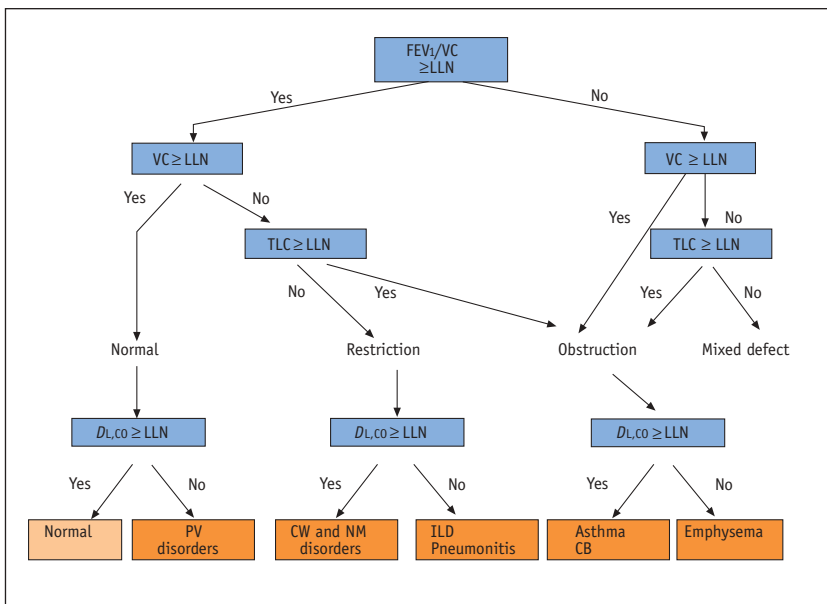 FEV1/VC
≥LLN
Yes
No
VC≥LLN
VC ≥ LLN
Yes
No
Yes
No
TLC≥LLN
TLC ≥ LLN
No
Yes
Yes
No
Normal
Restriction
Obstruction
Mixed defect
DL,CO≥LLN
DL,CO≥LLN
DL,CO≥LLN
Yes
No
Yes
No
Yes
No
Normal
PV
disorders
CW and NM
disorders
ILD
Pneumonitis
Asthma
CB
Emphysema